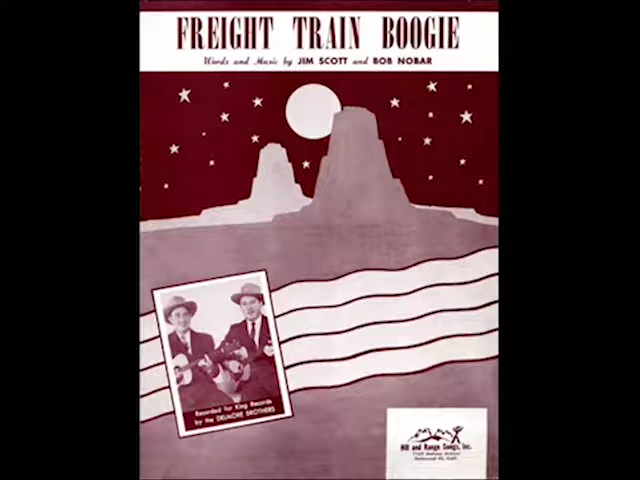 FREIGHT TRAIN BOOGIE
Words and Music by JIM SCOTT and BOB NOBAR
Recorded for King Records
by the DELMORE BROTHERS
Hill and Range Songs, Inc.